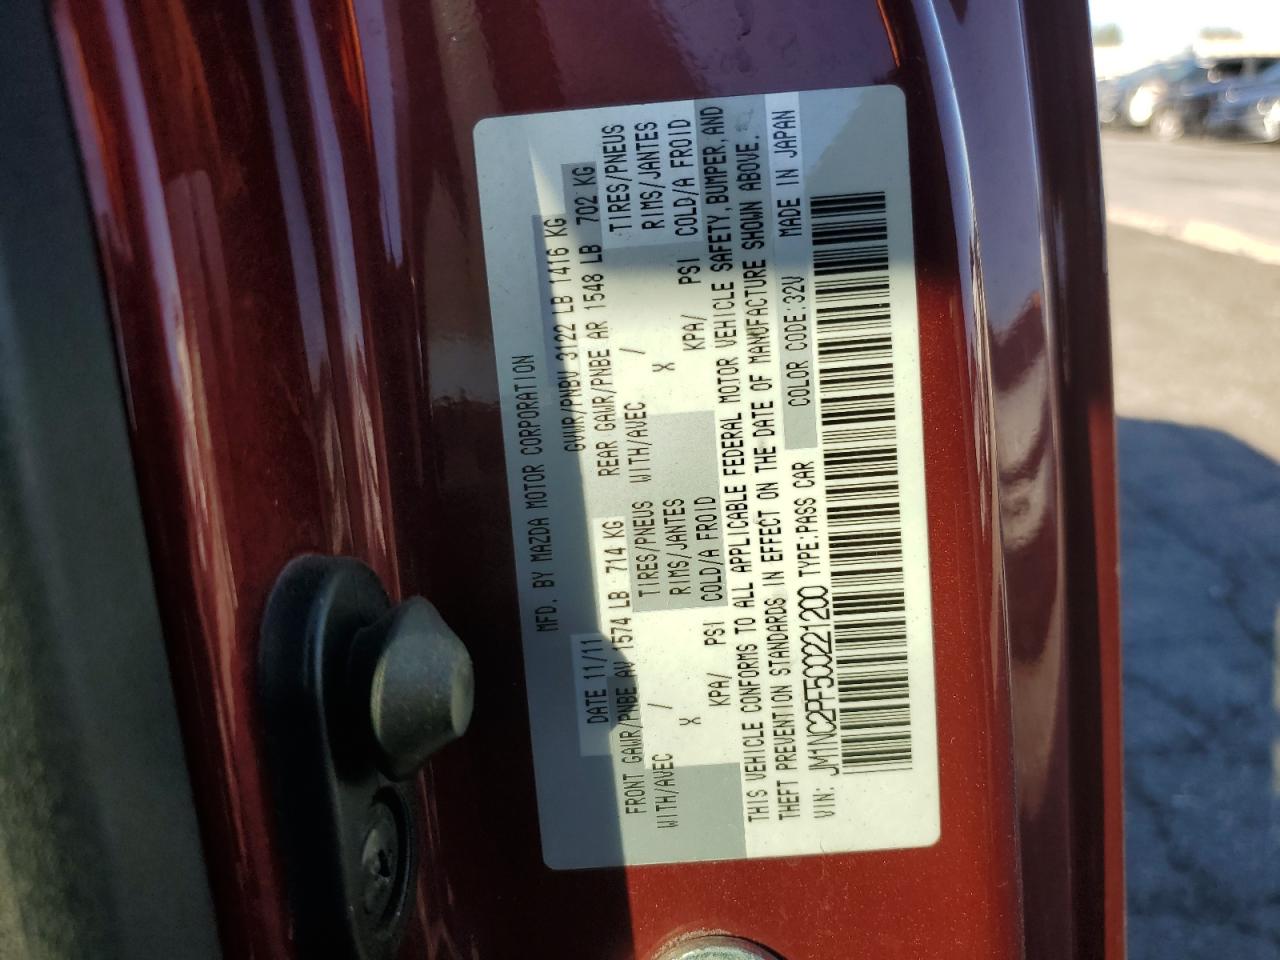 MFD. BY MAZDA MOTOR CORPORATION
DATE 11/11 GVWR/PNBV 3122 LB 1416 KG
FRONT GAWR/PNBE AV 1574 LB 714 KG REAR GAWR/PNBE AR 1548 LB 702 KG
WITH/AVEC / TIRES/PNEUS WITH/AVEC / TIRES/PNEUS
X RIMS/JANTES X RIMS/JANTES
KPA/ PSI COLD/A FROID KPA/ PSI COLD/A FROID
THIS VEHICLE CONFORMS TO ALL APPLICABLE FEDERAL MOTOR VEHICLE SAFETY,BUMPER,AND
THEFT PREVENTION STANDARDS IN EFFECT ON THE DATE OF MANUFACTURE SHOWN ABOVE.
VIN: JM1NC2PF5C0221200 TYPE:PASS CAR COLOR CODE:32V MADE IN JAPAN